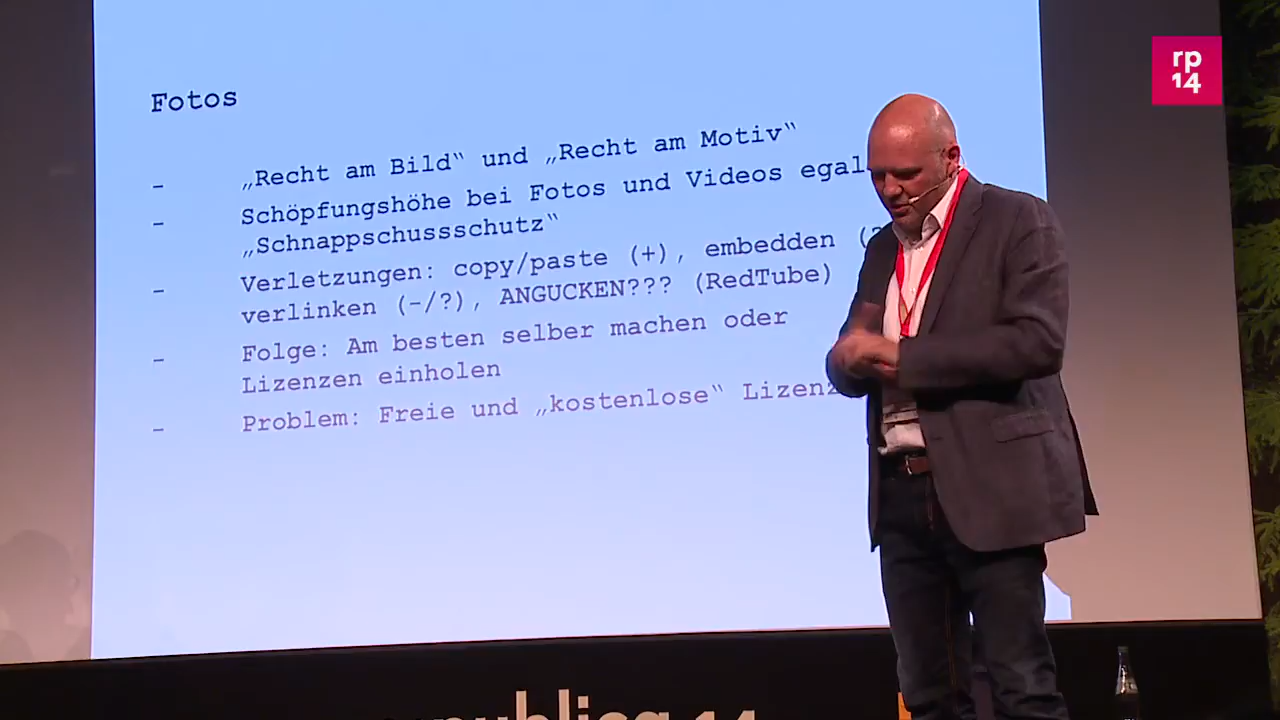 rp
14
Fotos
- „Recht am Bild“ und „Recht am Motiv“
- Schöpfungshöhe bei Fotos und Videos egal
„Schnappschussschutz“
- Verletzungen: copy/paste (+), embedden (
verlinken (-/?), ANGUCKEN??? (RedTube)
- Folge: Am besten selber machen oder
Lizenzen einholen
- Problem: Freie und „kostenlose“